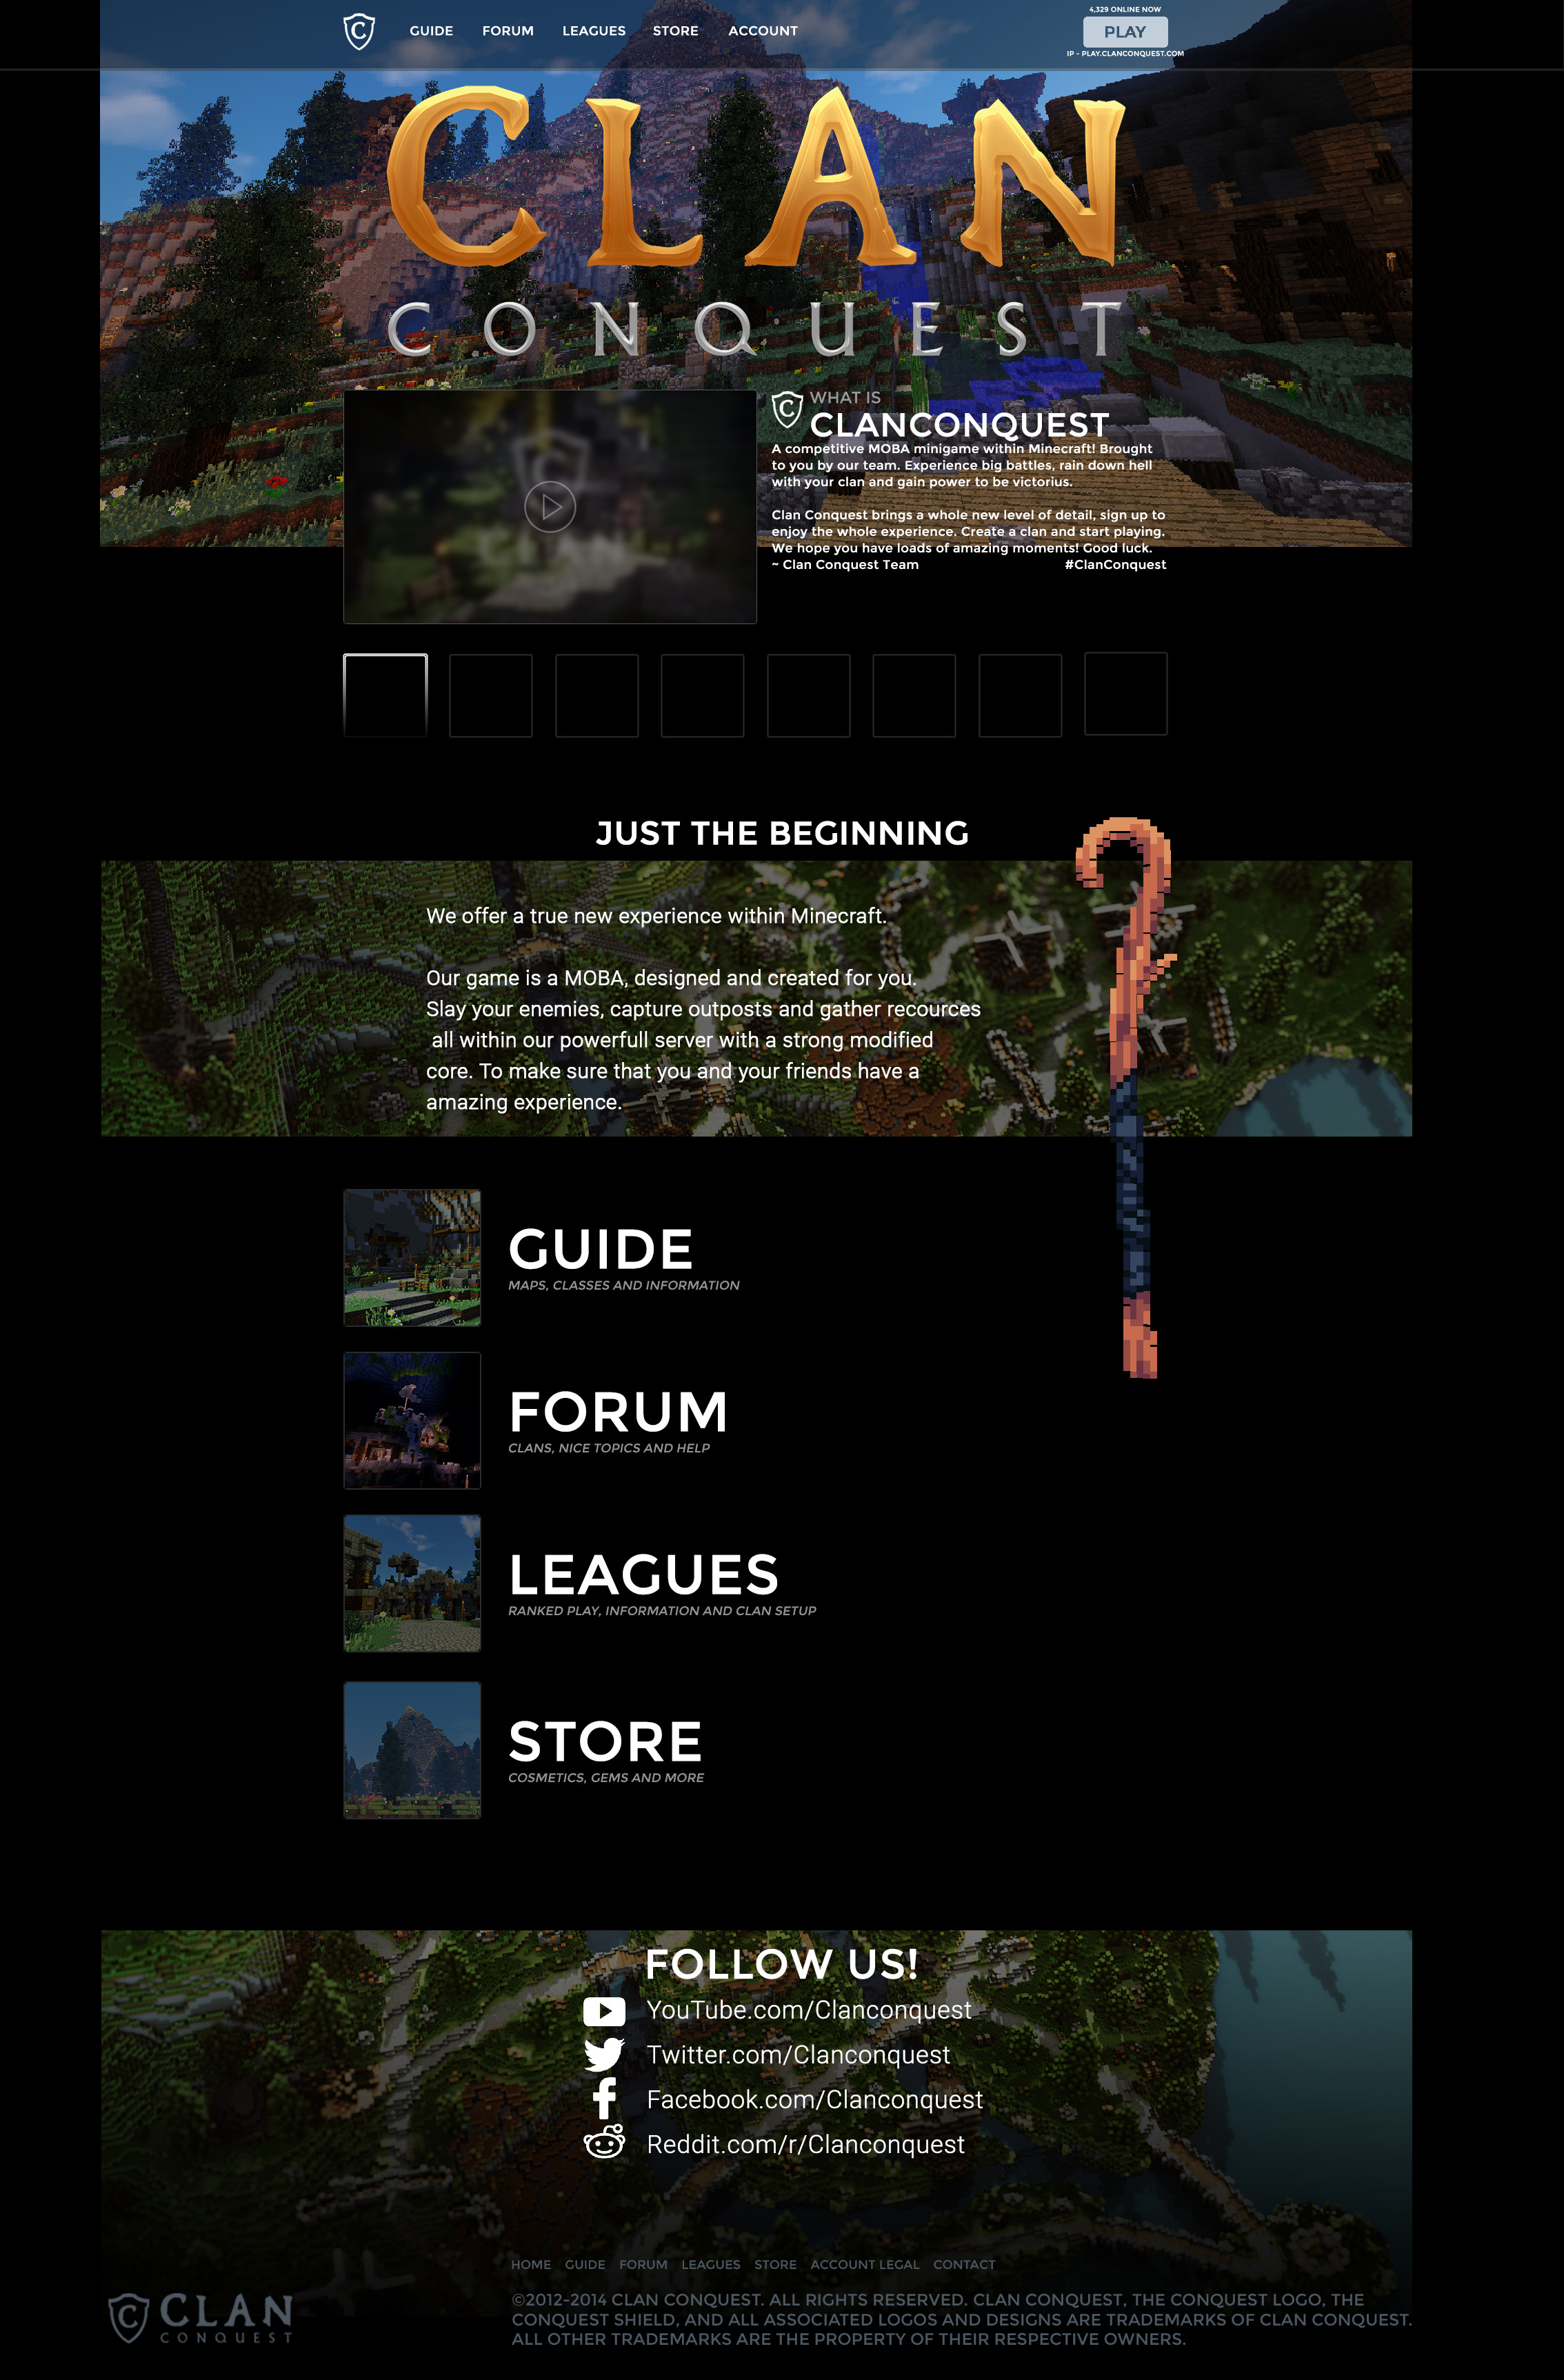 C
GUIDE FORUM LEAGUES STORE ACCOUNT
4,329 ONLINE NOW
PLAY
IP - PLAY.CLANCONQUEST.COM
CLAN
CONQUEST
C
CLAN
C
WHAT IS
CLANCONQUEST
A competitive MOBA minigame within Minecraft! Brought
to you by our team. Experience big battles, rain down hell
with your clan and gain power to be victorius.
Clan Conquest brings a whole new level of detail, sign up to
enjoy the whole experience. Create a clan and start playing.
We hope you have loads of amazing moments! Good luck.
~ Clan Conquest Team #ClanConquest
JUST THE BEGINNING
We offer a true new experience within Minecraft.
Our game is a MOBA, designed and created for you.
Slay your enemies, capture outposts and gather recources
all within our powerfull server with a strong modified
core. To make sure that you and your friends have a
amazing experience.
GUIDE
MAPS, CLASSES AND INFORMATION
FORUM
CLANS, NICE TOPICS AND HELP
LEAGUES
RANKED PLAY, INFORMATION AND CLAN SETUP
STORE
COSMETICS, GEMS AND MORE
FOLLOW US!
YouTube.com/Clanconquest
Twitter.com/Clanconquest
Facebook.com/Clanconquest
Reddit.com/r/Clanconquest
HOME GUIDE FORUM LEAGUES STORE ACCOUNT LEGAL CONTACT
C CLAN
CONQUEST
©2012-2014 CLAN CONQUEST. ALL RIGHTS RESERVED. CLAN CONQUEST, THE CONQUEST LOGO, THE
CONQUEST SHIELD, AND ALL ASSOCIATED LOGOS AND DESIGNS ARE TRADEMARKS OF CLAN CONQUEST.
ALL OTHER TRADEMARKS ARE THE PROPERTY OF THEIR RESPECTIVE OWNERS.